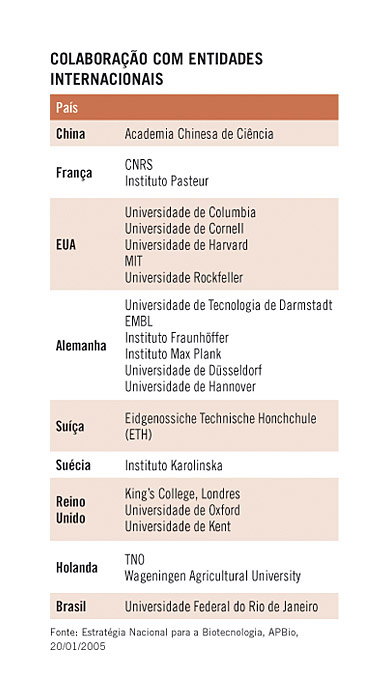 COLABORAÇÃO COM ENTIDADES
INTERNACIONAIS
País
China Academia Chinesa de Ciência
França
CNRS
Instituto Pasteur
EUA
Universidade de Columbia
Universidade de Cornell
Universidade de Harvard
MIT
Universidade Rockfeller
Alemanha
Universidade de Tecnologia de Darmstadt
EMBL
Instituto Fraunhöffer
Instituto Max Plank
Universidade de Düsseldorf
Universidade de Hannover
Suíça
Eidgenossiche Technische Honchchule
(ETH)
Suécia Instituto Karolinska
Reino
Unido
King's College, Londres
Universidade de Oxford
Universidade de Kent
Holanda
TNO
Wageningen Agricultural University
Brasil Universidade Federal do Rio de Janeiro
Fonte: Estratégia Nacional para a Biotecnologia, APBio,
20/01/2005